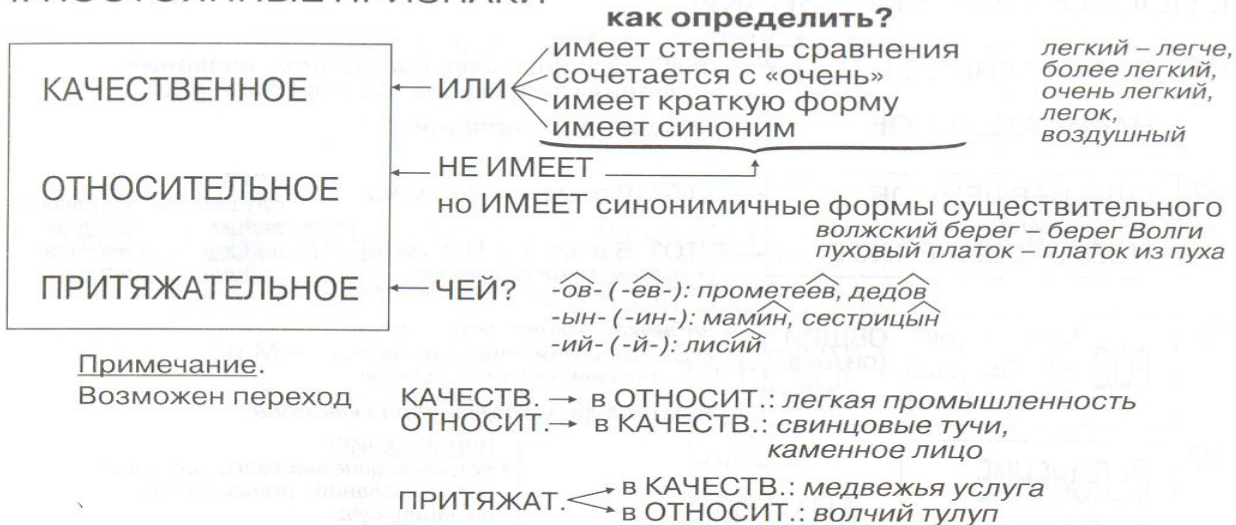 ПОСТОЯННЫЕ ПРИЗНАКИ
как определить?
КАЧЕСТВЕННОЕ
ИЛИ
имеет степень сравнения
сочетается с «очень»
имеет краткую форму
имеет синоним
легкий – легче,
более легкий,
очень легкий,
легок,
воздушный
ОТНОСИТЕЛЬНОЕ
НЕ ИМЕЕТ
но ИМЕЕТ синонимичные формы существительного
волжский берег – берег Волги
пуховый платок – платок из пуха
ПРИТЯЖАТЕЛЬНОЕ
ЧЕЙ?
-ов- (-ев-): прометеев, дедов
-ын- (-ин-): мамин, сестрицын
-ий- (-й-): лисий
Примечание.
Возможен переход
КАЧЕСТВ. → в ОТНОСИТ.: легкая промышленность
ОТНОСИТ. → в КАЧЕСТВ.: свинцовые тучи,
каменное лицо
ПРИТЯЖАТ.
в КАЧЕСТВ.: медвежья услуга
в ОТНОСИТ.: волчий тулуп